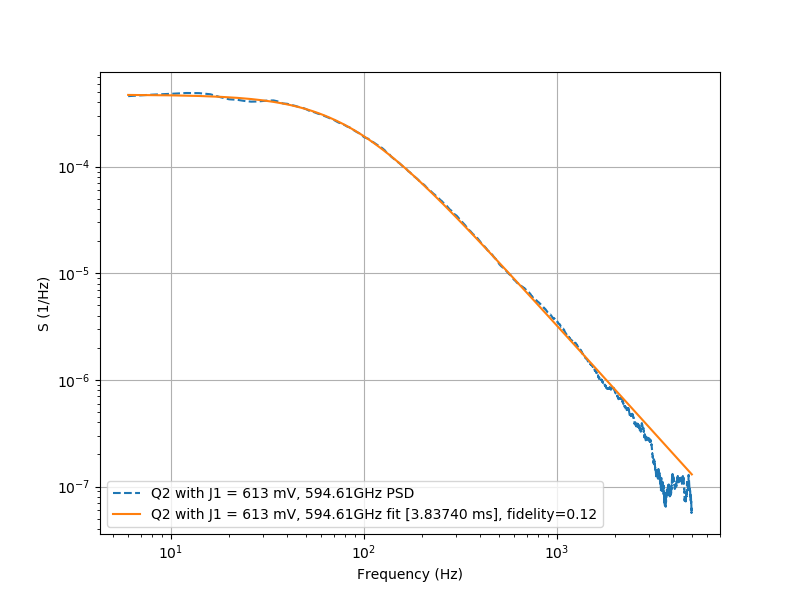 S (1/Hz)
10⁻⁴
10⁻⁵
10⁻⁶
10⁻⁷
Q2 with J1 = 613 mV, 594.61GHz PSD
Q2 with J1 = 613 mV, 594.61GHz fit [3.83740 ms], fidelity=0.12
10¹ 10² 10³
Frequency (Hz)